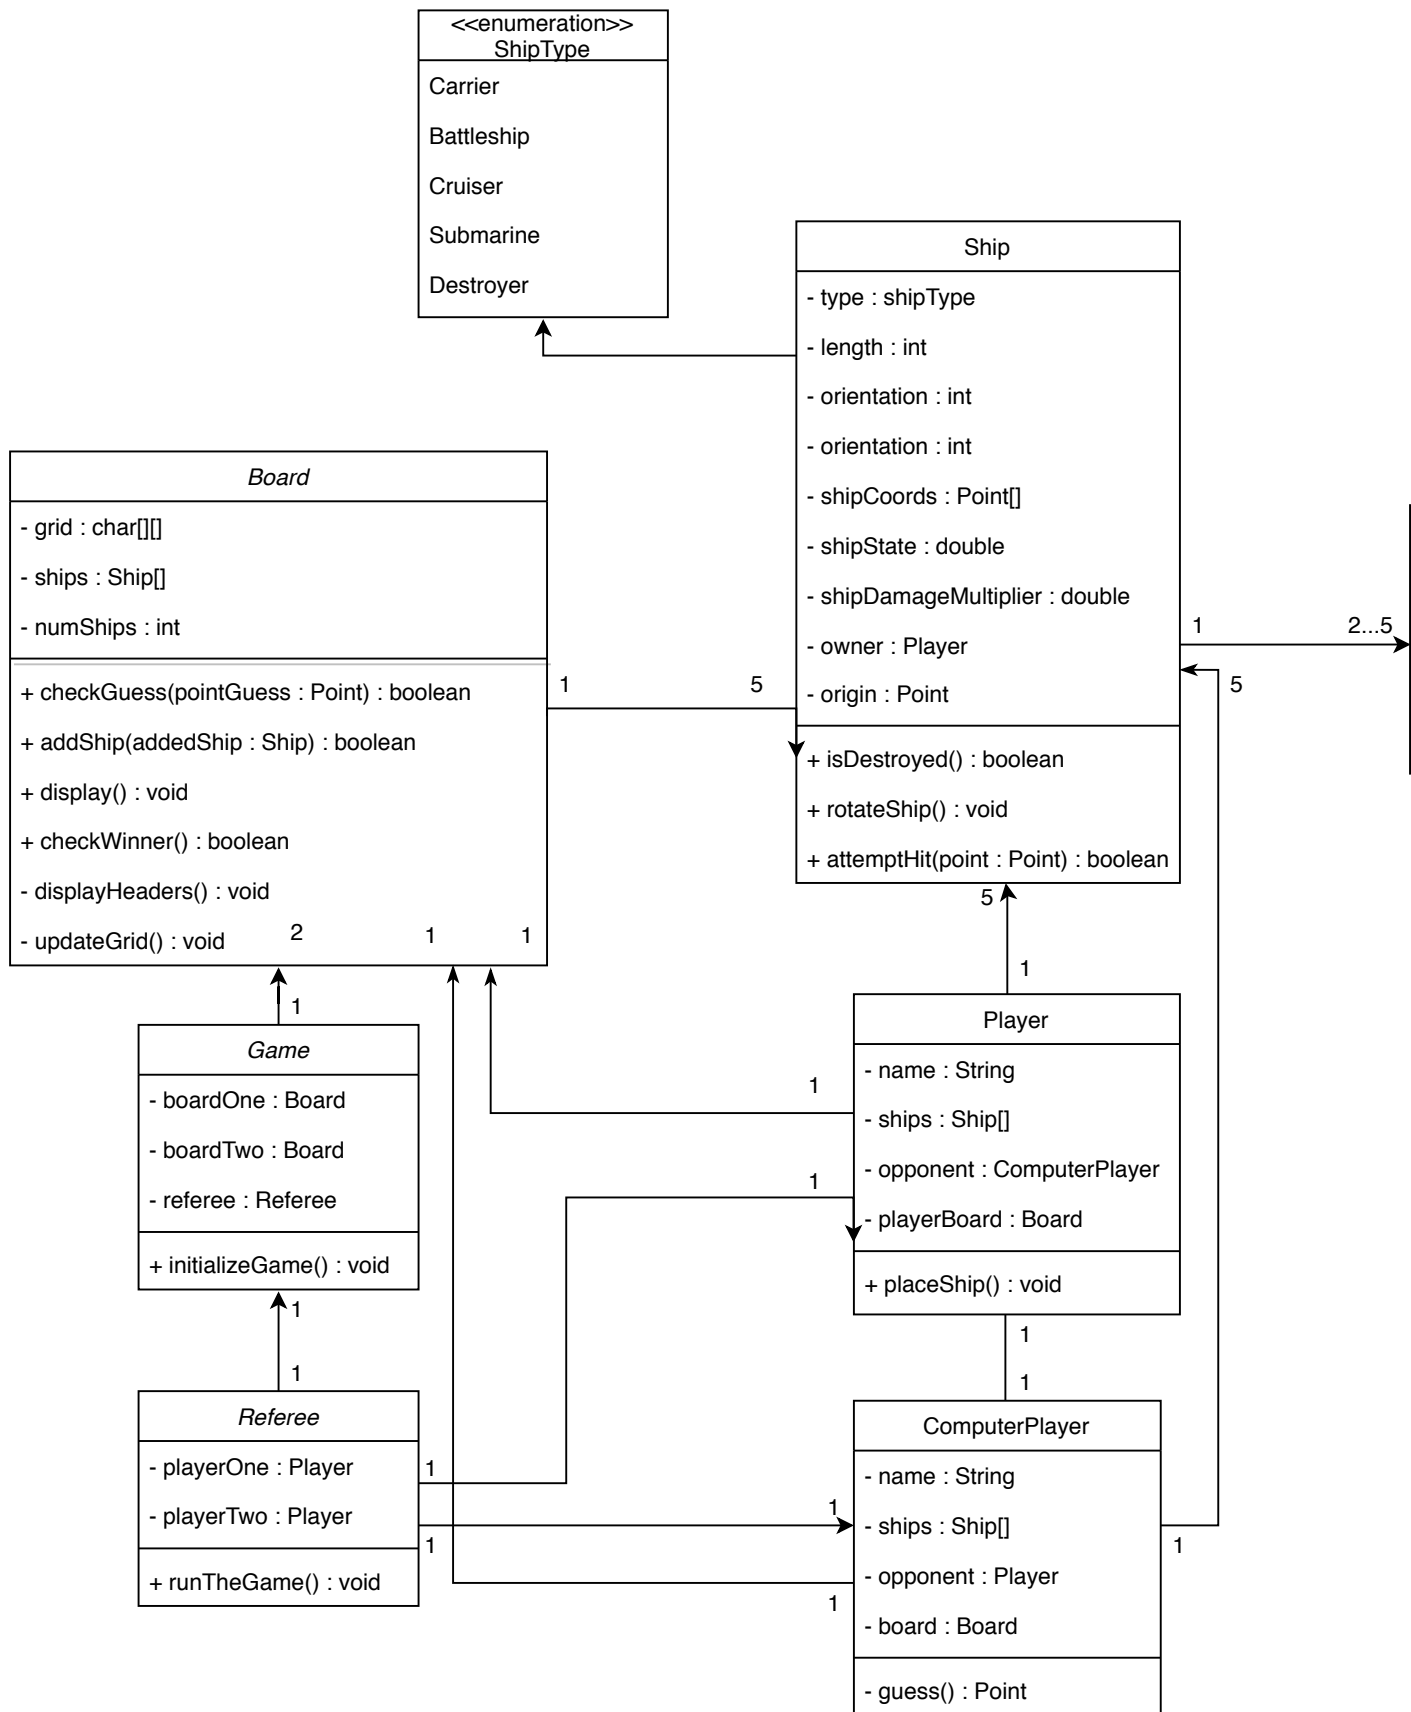 <<enumeration>>
ShipType
Carrier
Battleship
Cruiser
Submarine
Destroyer
Ship
- type : shipType
- length : int
- orientation : int
- orientation : int
- shipCoords : Point[]
- shipState : double
- shipDamageMultiplier : double
- owner : Player
- origin : Point
+ isDestroyed() : boolean
+ rotateShip() : void
+ attemptHit(point : Point) : boolean
1
2...5
5
Board
- grid : char[][]
- ships : Ship[]
- numShips : int
+ checkGuess(pointGuess : Point) : boolean
+ addShip(addedShip : Ship) : boolean
+ display() : void
+ checkWinner() : boolean
- displayHeaders() : void
- updateGrid() : void
1
5
2
1
1
5
1
1
Game
- boardOne : Board
- boardTwo : Board
- referee : Referee
+ initializeGame() : void
Player
- name : String
- ships : Ship[]
- opponent : ComputerPlayer
- playerBoard : Board
+ placeShip() : void
1
1
1
1
1
1
Referee
- playerOne : Player
- playerTwo : Player
+ runTheGame() : void
1
1
ComputerPlayer
- name : String
- ships : Ship[]
- opponent : Player
- board : Board
- guess() : Point
1
1
1